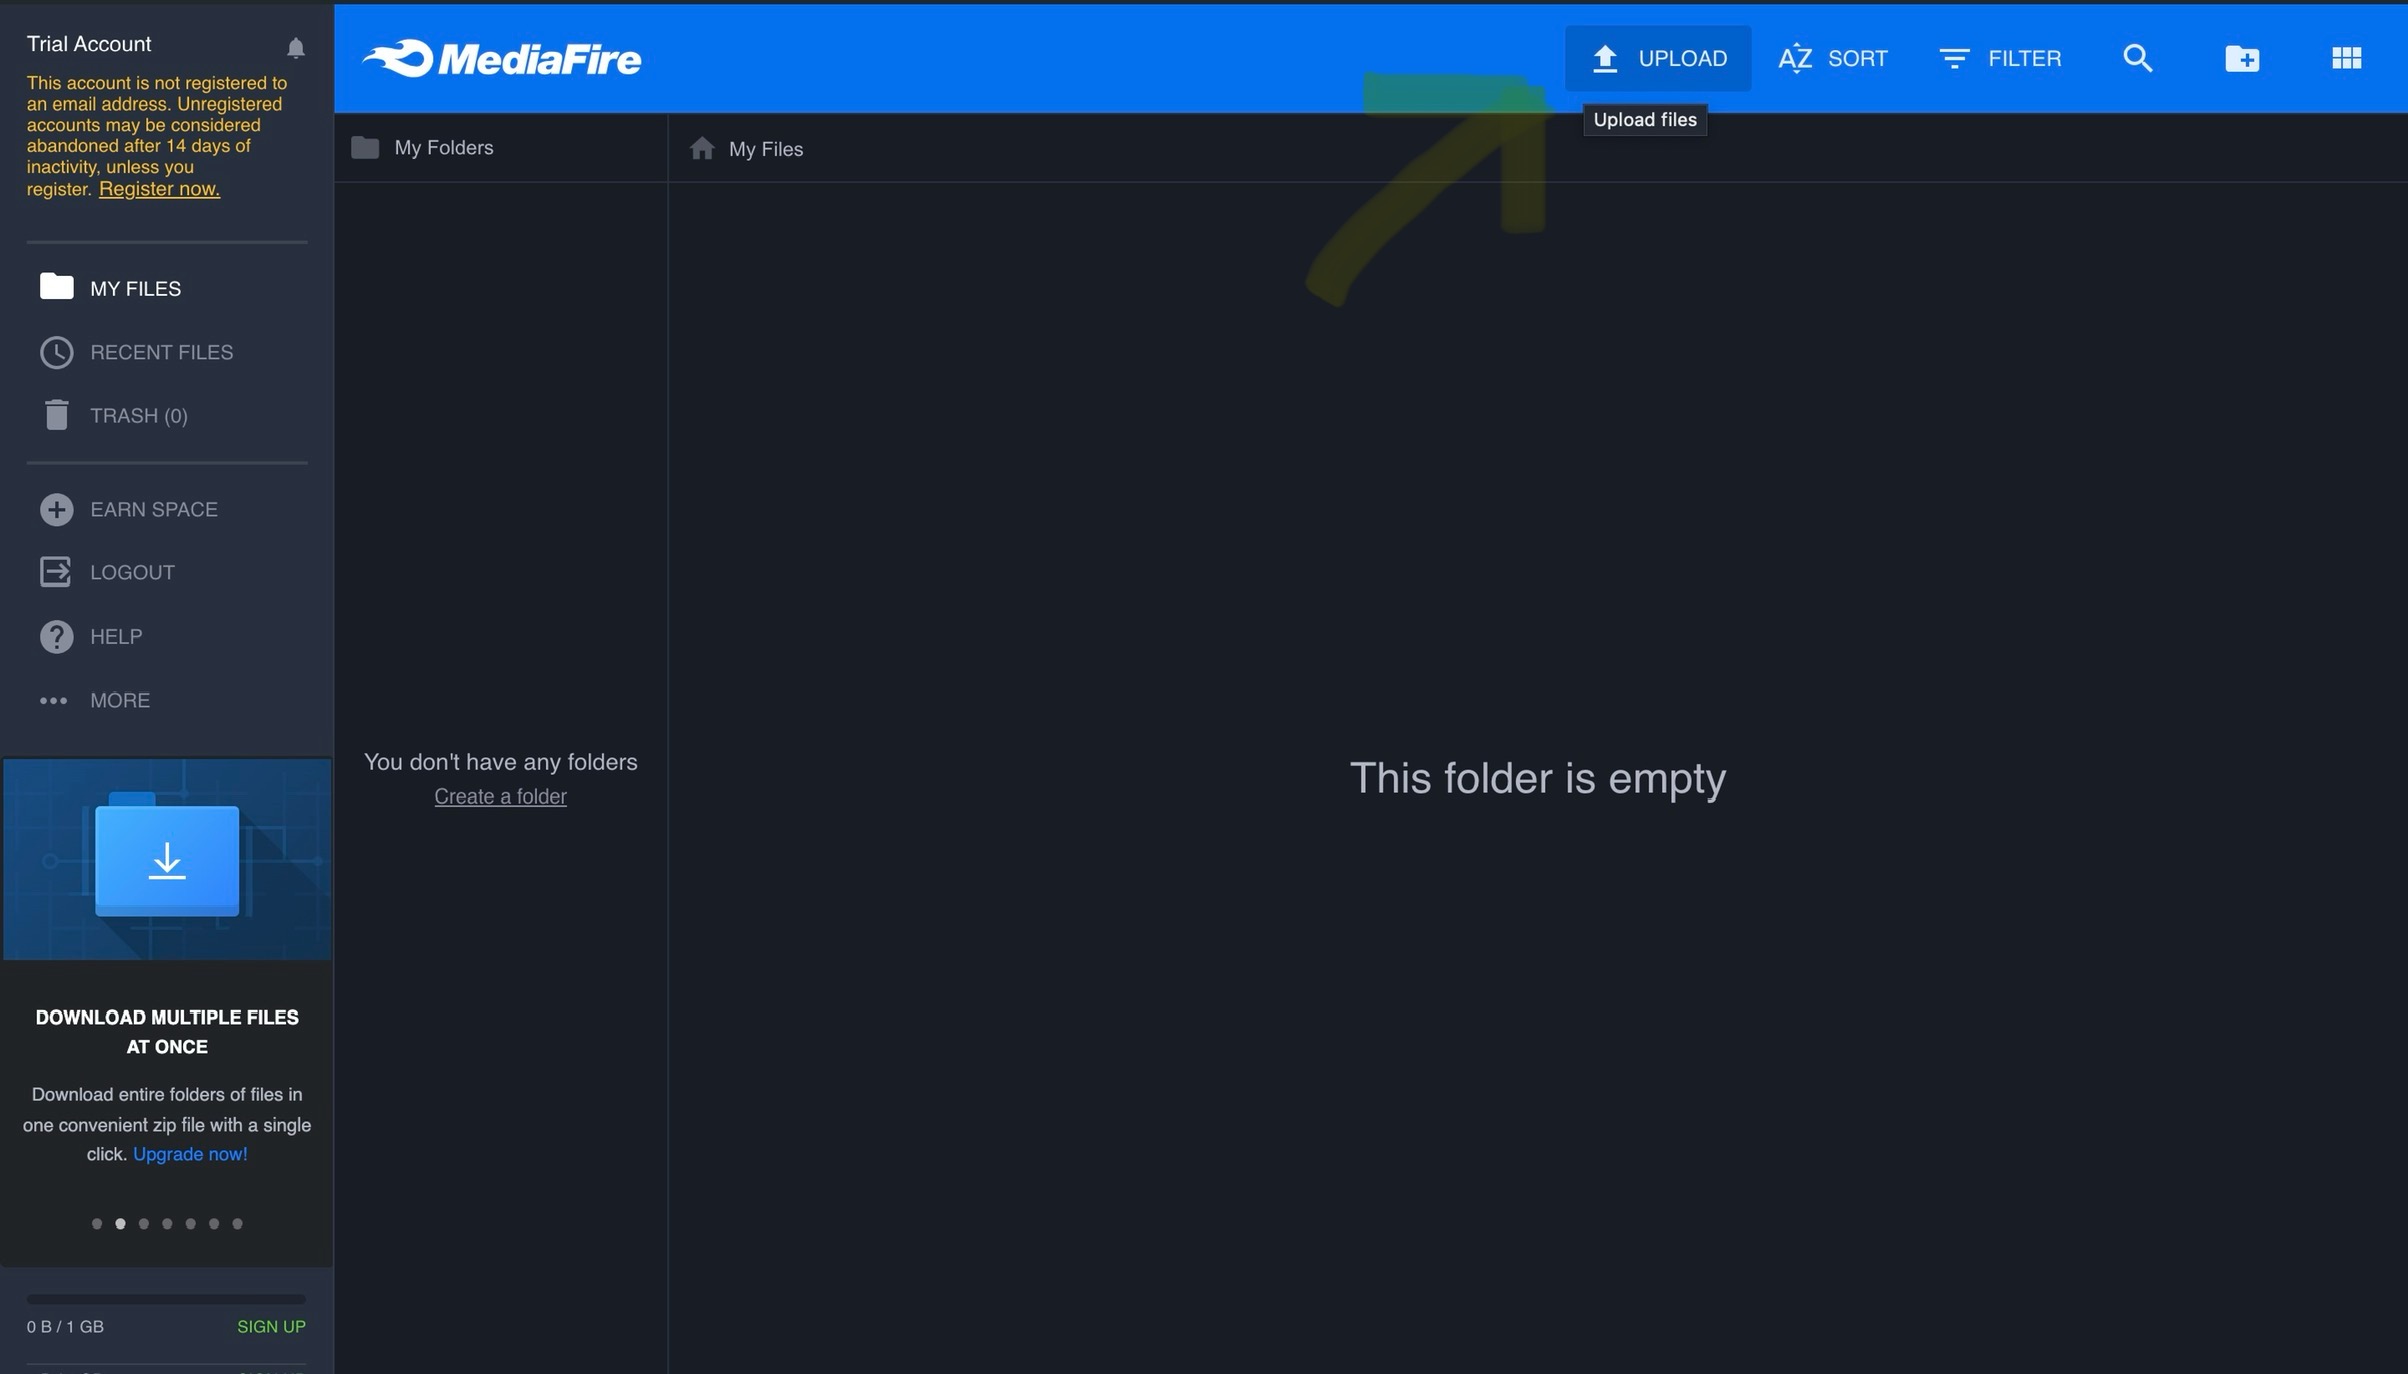 Trial Account
This account is not registered to
an email address. Unregistered
accounts may be considered
abandoned after 14 days of
inactivity, unless you
register. Register now.
MY FILES
RECENT FILES
TRASH (0)
EARN SPACE
LOGOUT
HELP
MORE
DOWNLOAD MULTIPLE FILES
AT ONCE
Download entire folders of files in
one convenient zip file with a single
click. Upgrade now!
0 B / 1 GB SIGN UP
MediaFire
UPLOAD
AZ SORT
FILTER
Upload files
My Folders
My Files
You don't have any folders
Create a folder
This folder is empty